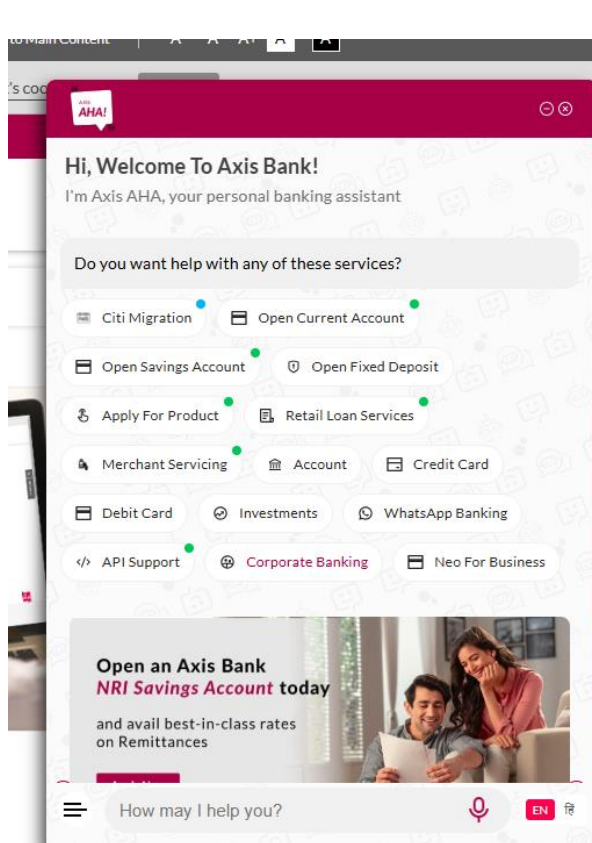 to Main Content | A- A A+ A A
's coo
AXIS
AHA!
Hi, Welcome To Axis Bank!
I'm Axis AHA, your personal banking assistant
Do you want help with any of these services?
Citi Migration Open Current Account
Open Savings Account Open Fixed Deposit
Apply For Product Retail Loan Services
Merchant Servicing Account Credit Card
Debit Card Investments WhatsApp Banking
</> API Support Corporate Banking Neo For Business
Open an Axis Bank
NRI Savings Account today
and avail best-in-class rates
on Remittances
How may I help you? EN हिं